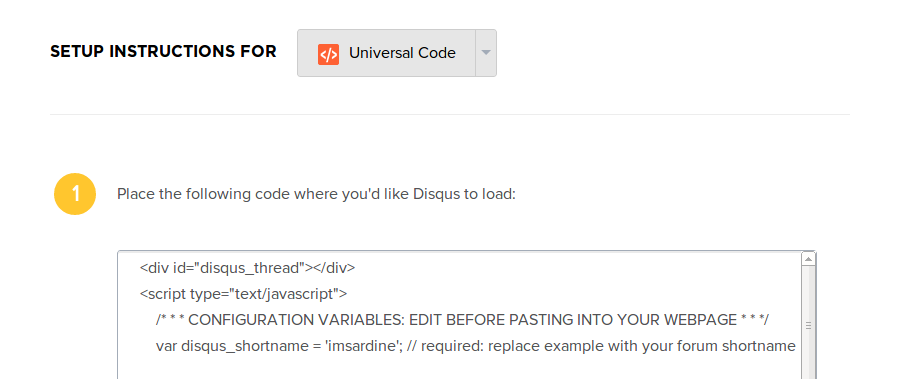 SETUP INSTRUCTIONS FOR
</> Universal Code
1 Place the following code where you'd like Disqus to load:
<div id="disqus_thread"></div>
<script type="text/javascript">
/* * * CONFIGURATION VARIABLES: EDIT BEFORE PASTING INTO YOUR WEBPAGE * * */
var disqus_shortname = 'imsardine'; // required: replace example with your forum shortname